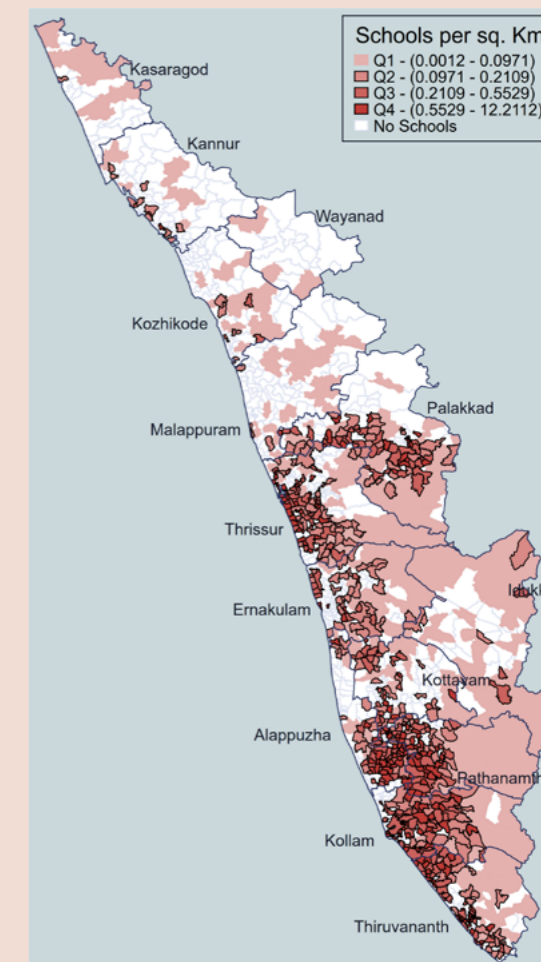 Schools per sq. Km
Q1 - (0.0012 - 0.0971)
Q2 - (0.0971 - 0.2109)
Q3 - (0.2109 - 0.5529)
Q4 - (0.5529 - 12.2112)
No Schools
Kasaragod
Kannur
Wayanad
Kozhikode
Palakkad
Malappuram
Thrissur
Idukk
Ernakulam
Kottayam
Alappuzha
Pathanamth
Kollam
Thiruvananth